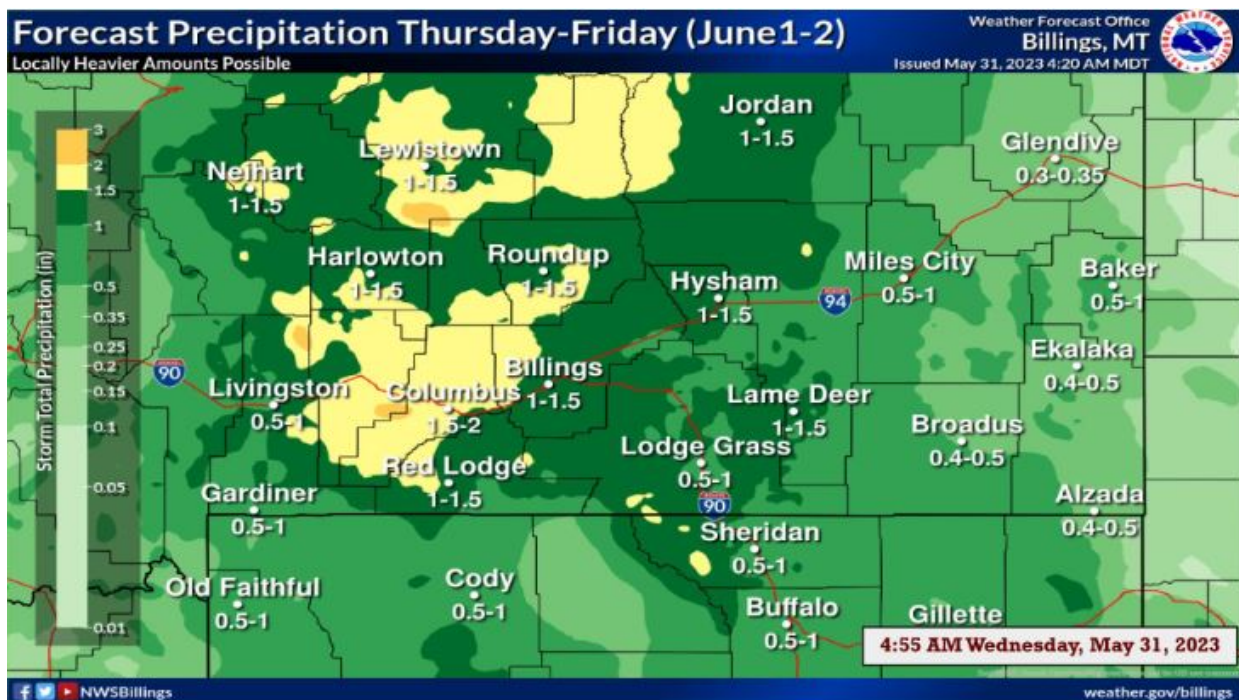 Forecast Precipitation Thursday-Friday (June1-2)
Locally Heavier Amounts Possible
Weather Forecast Office
Billings, MT
Issued May 31, 2023 4:20 AM MDT
Storm Total Precipitation (in)
3
2
1.5
1
0.5
0.35
0.25
0.2
0.15
0.1
0.05
0.01
Jordan
1-1.5
Glendive
0.3-0.35
Lewistown
1-1.5
Neihart
1-1.5
Harlowton
1-1.5
Roundup
1-1.5
Hysham
1-1.5
Miles City
0.5-1
Baker
0.5-1
94
90
Ekalaka
0.4-0.5
Livingston
0.5-1
Columbus
1.5-2
Billings
1-1.5
Lame Deer
1-1.5
Broadus
0.4-0.5
Lodge Grass
0.5-1
Red Lodge
1-1.5
90
Gardiner
0.5-1
Alzada
0.4-0.5
Sheridan
0.5-1
Old Faithful
0.5-1
Cody
0.5-1
Buffalo
0.5-1
Gillette
4:55 AM Wednesday, May 31, 2023
NWSBillings
weather.gov/billings